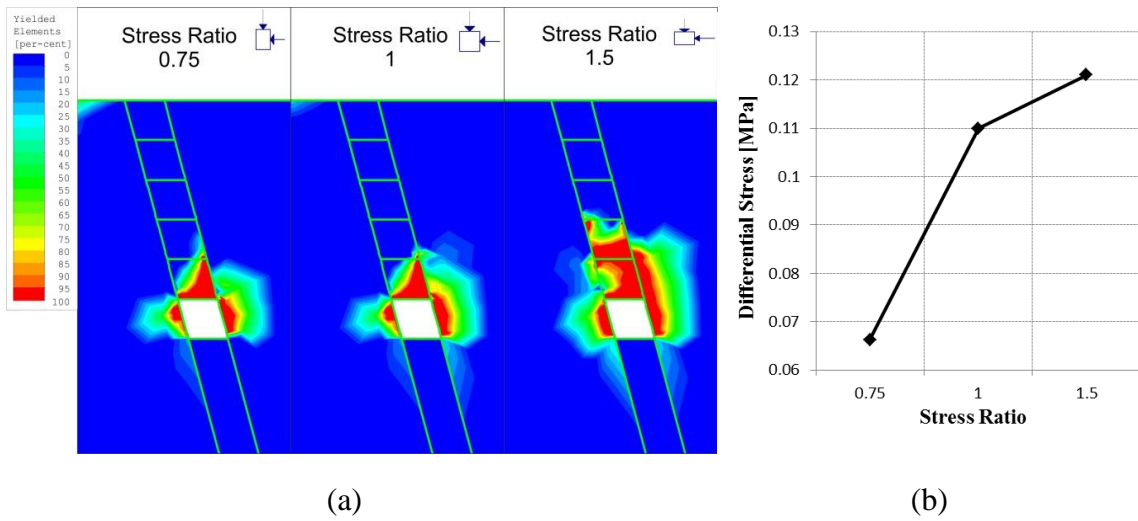 Yielded
Elements
[per-cent]
0
5
10
15
20
25
30
35
40
45
50
55
60
65
70
75
80
85
90
95
100
Stress Ratio
0.75
Stress Ratio
1
Stress Ratio
1.5
(a)
Differential Stress [MPa]
0.13
0.12
0.11
0.1
0.09
0.08
0.07
0.06
0.75 1 1.5
Stress Ratio
(b)